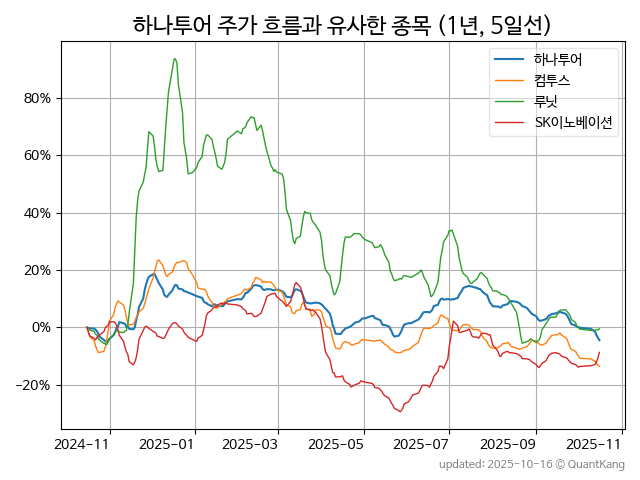 하나투어 주가 흐름과 유사한 종목 (1년, 5일선)
하나투어
컴투스
루닛
SK이노베이션
80%
60%
40%
20%
0%
−20%
2024-11
2025-01
2025-03
2025-05
2025-07
2025-09
2025-11
updated: 2025-10-16 © QuantKang